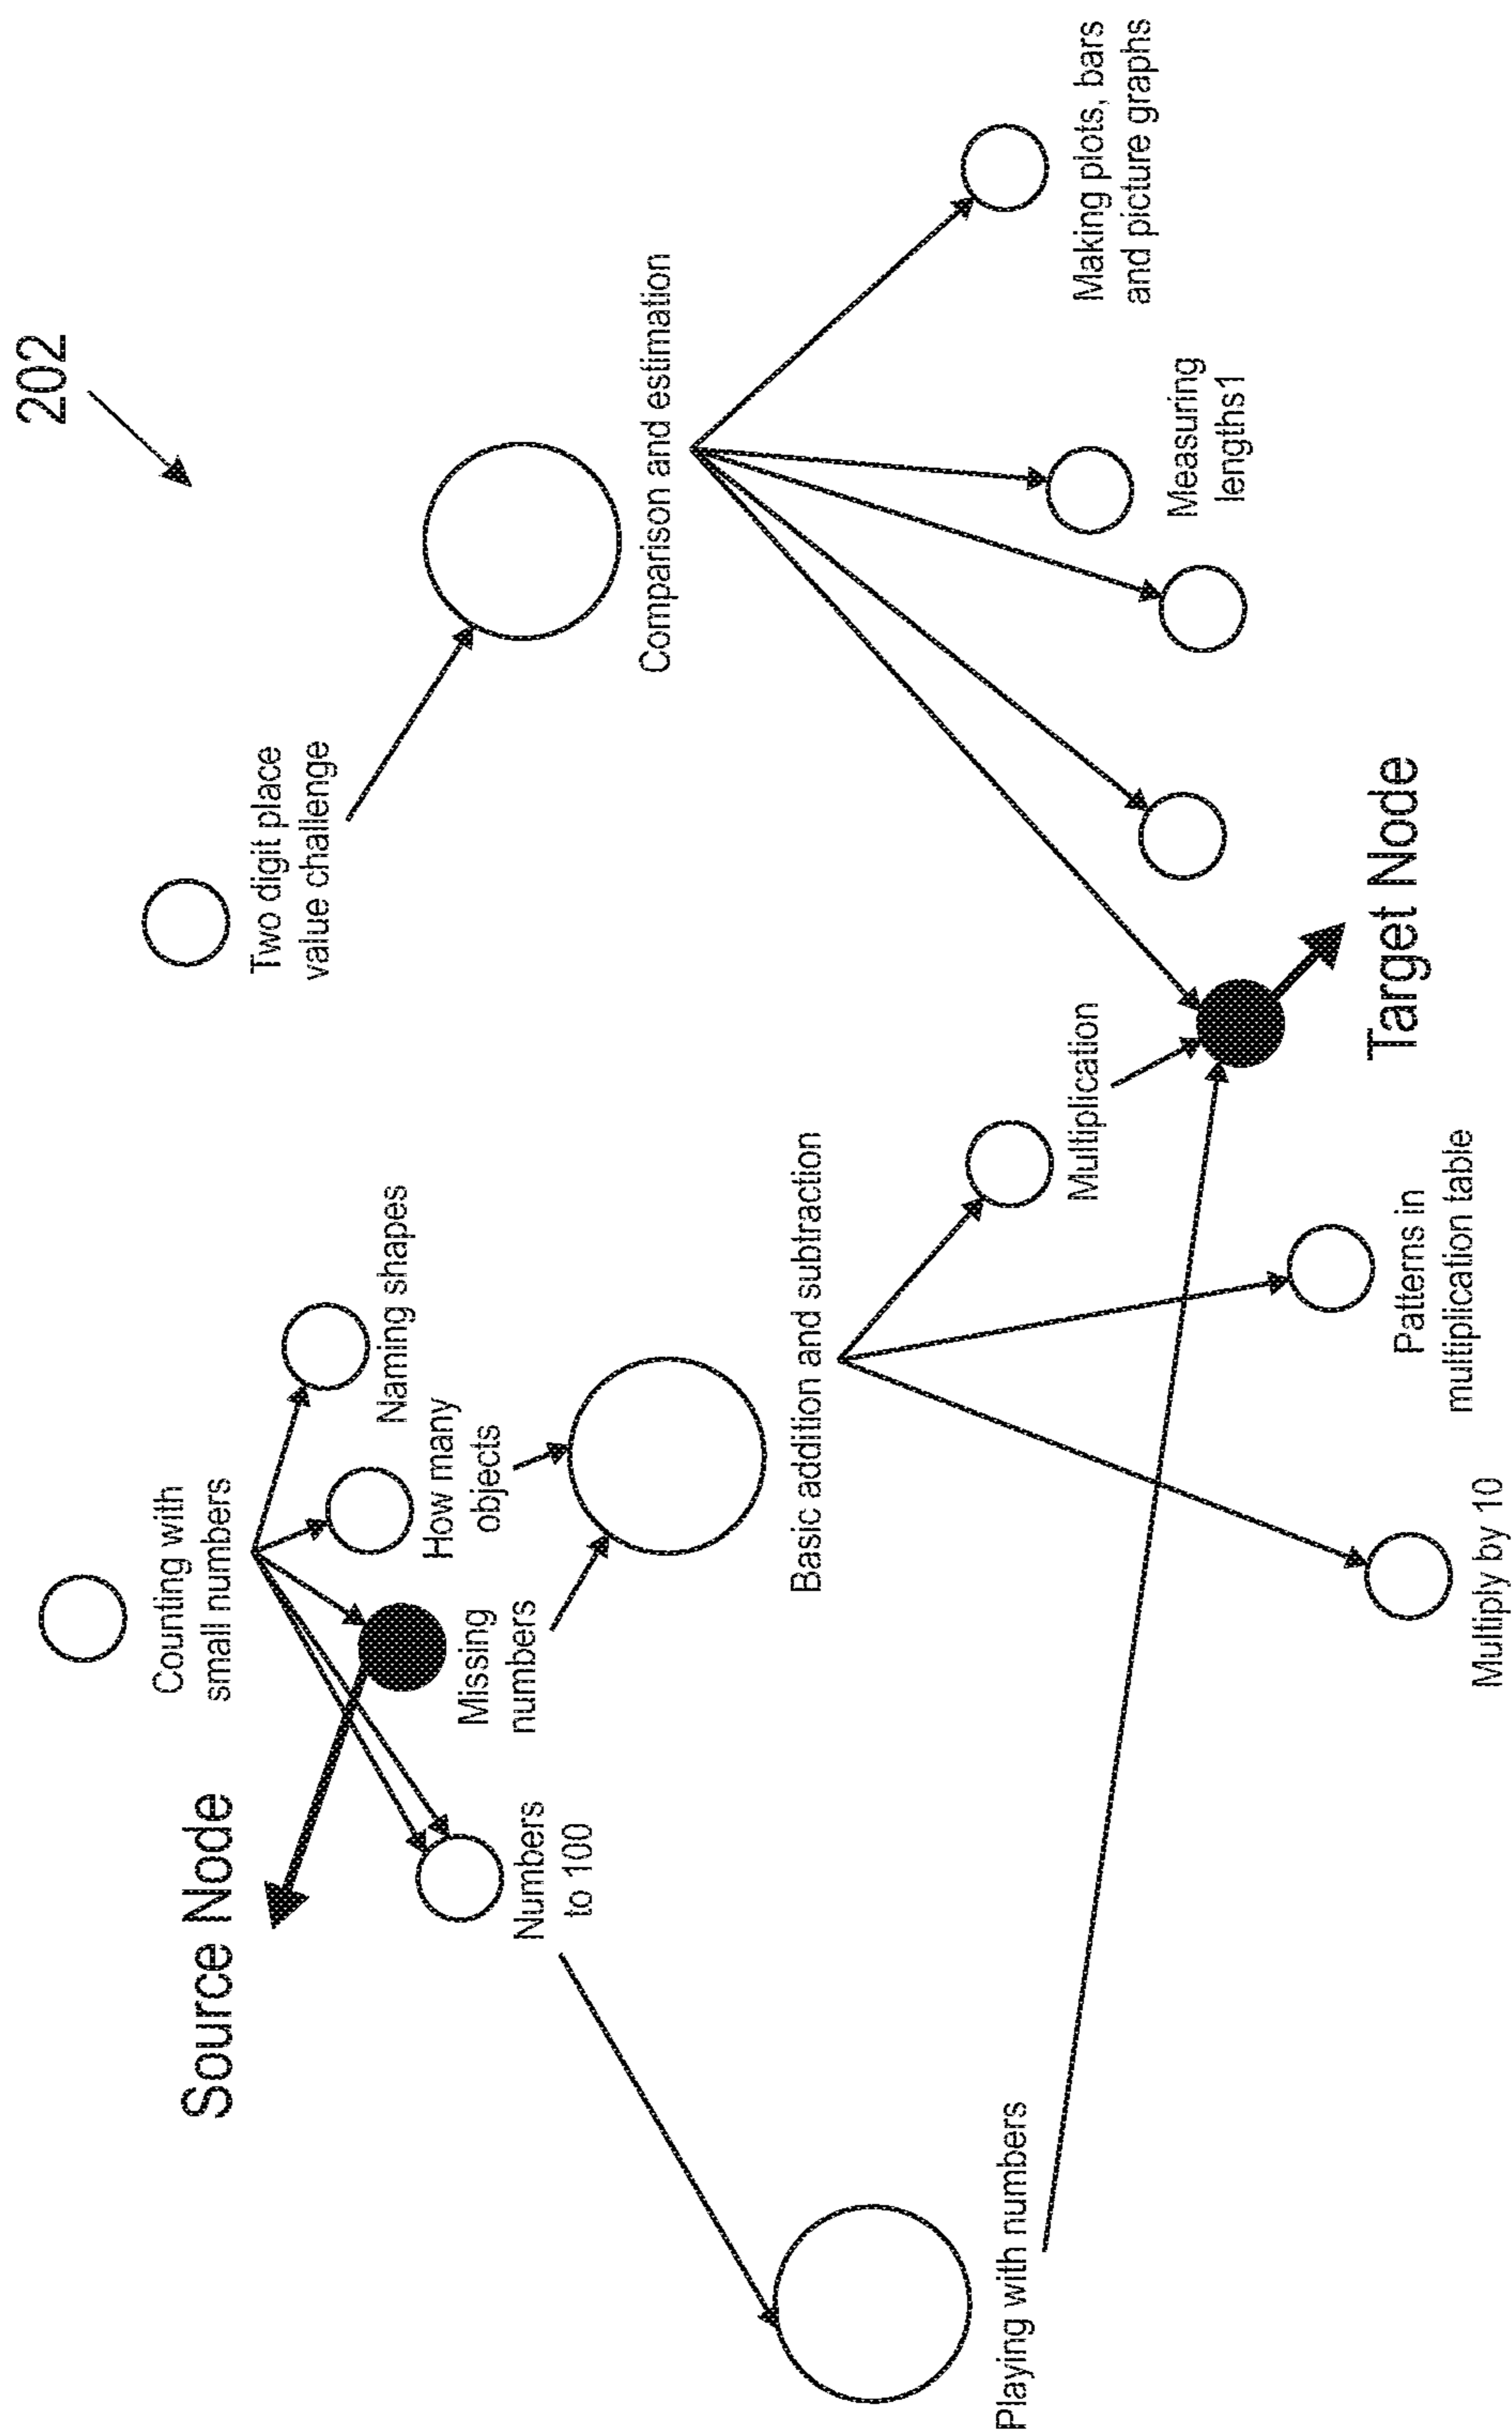 202
Source Node
Counting with
small numbers
Two digit place
value challenge
Naming shapes
How many
objects
Missing
numbers
Numbers
to 100
Comparison and estimation
Basic addition and subtraction
Playing with numbers
Multiplication
Making plots, bars
and picture graphs
Measuring
lengths1
Target Node
Patterns in
multiplication table
Multiply by 10